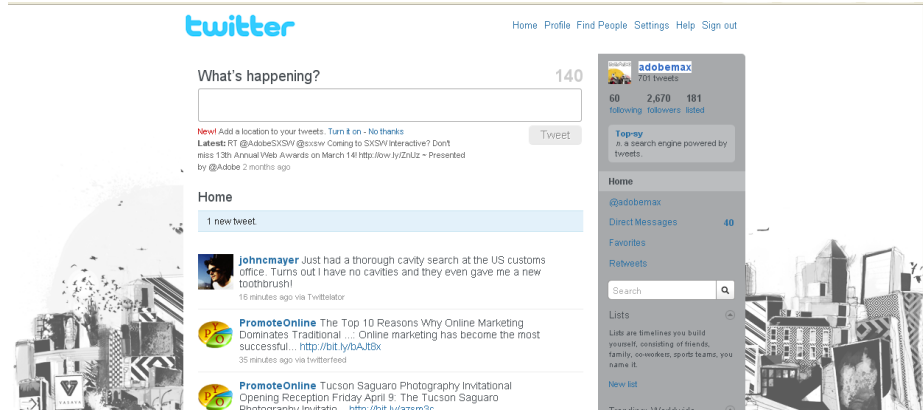 twitter
Home Profile Find People Settings Help Sign out
What's happening?
140
New! Add a location to your tweets. Turn it on - No thanks
Latest: RT @AdobeSXSW @sxsw Coming to SXSW Interactive? Don't
miss 13th Annual Web Awards on March 14! http://ow.ly/ZnUz ~ Presented
by @Adobe 2 months ago
Tweet
Home
1 new tweet.
johncmayer Just had a thorough cavity search at the US customs
office. Turns out I have no cavities and they even gave me a new
toothbrush!
16 minutes ago via Twittelator
PromoteOnline The Top 10 Reasons Why Online Marketing
Dominates Traditional ...: Online marketing has become the most
successful... http://bit.ly/bAJt8x
35 minutes ago via twitterfeed
PromoteOnline Tucson Saguaro Photography Invitational
Opening Reception Friday April 9: The Tucson Saguaro
Photography Invitatio... http://bit.ly/azsm3c
adobemax
701 tweets
60 2,670 181
following followers listed
Top-sy
n. a search engine powered by
tweets.
Home
@adobemax
Direct Messages 40
Favorites
Retweets
Search
Lists
Lists are timelines you build
yourself, consisting of friends,
family, co-workers, sports teams, you
name it.
New list
Trending: Worldwide